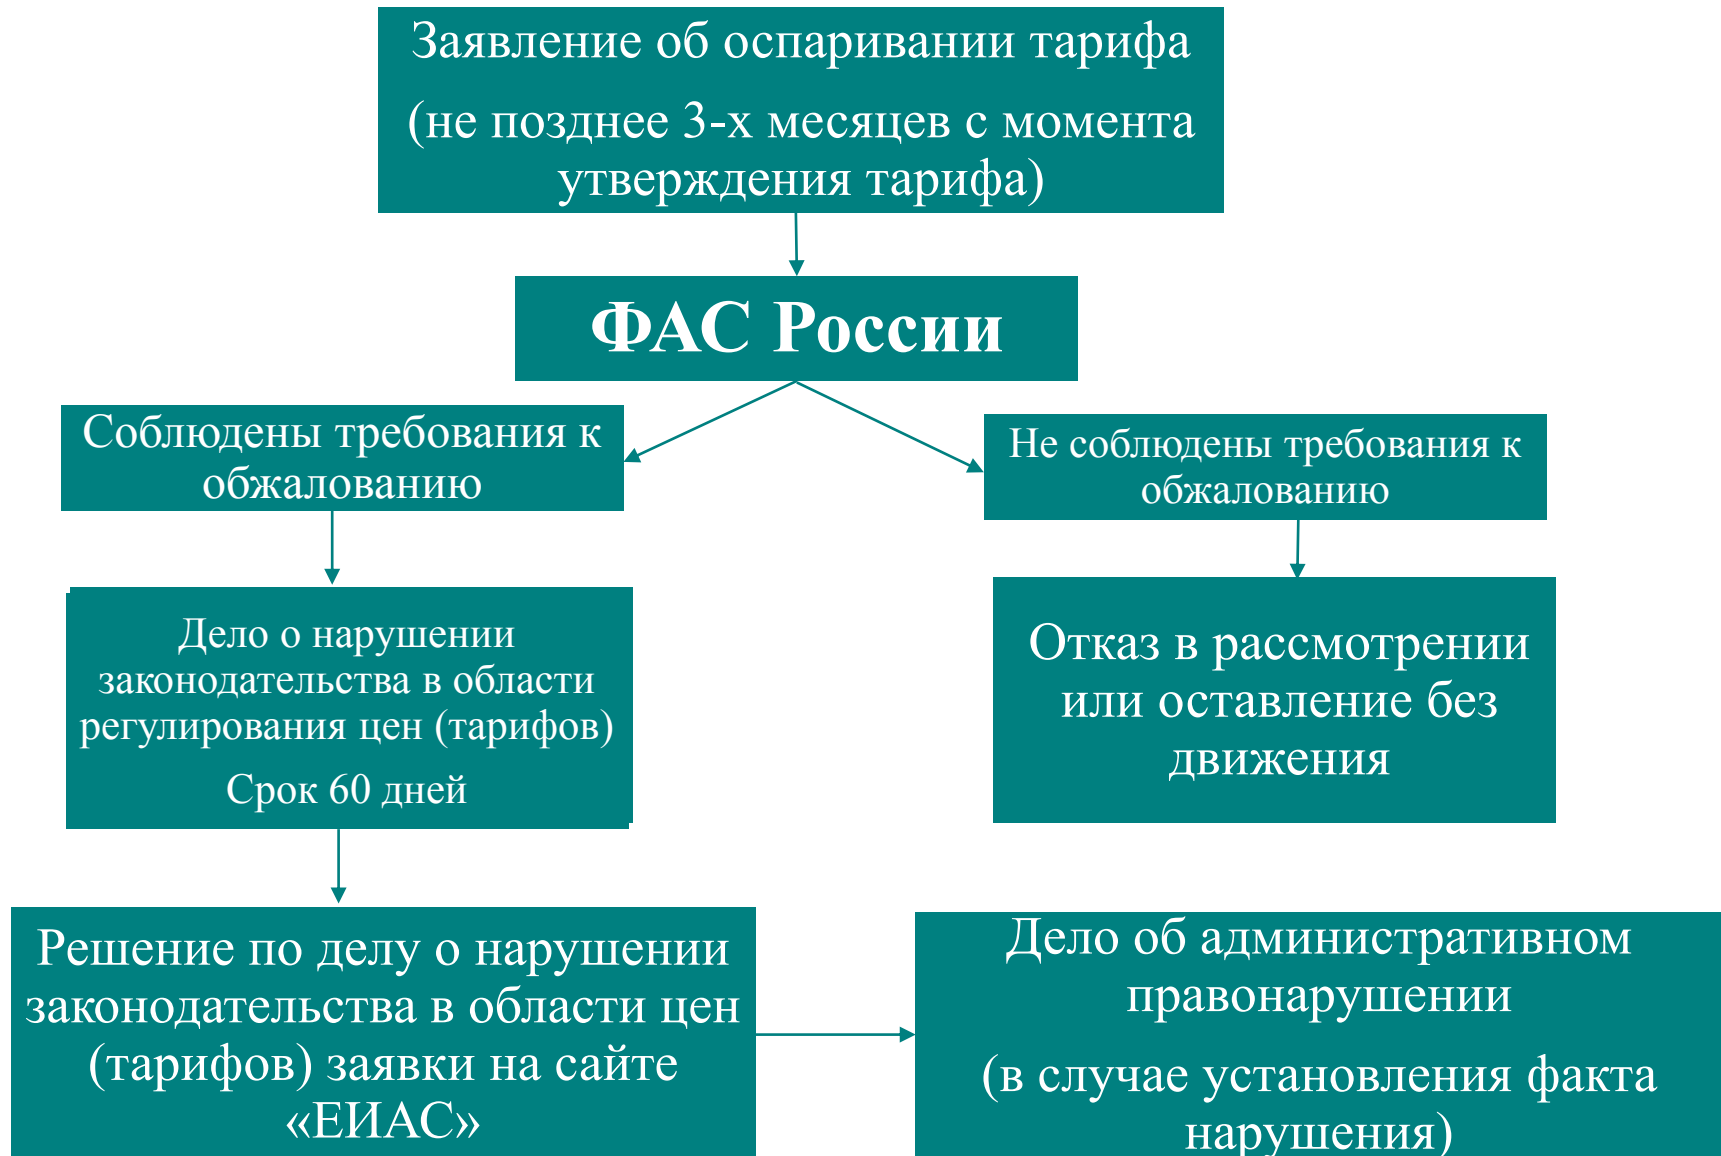 Заявление об оспаривании тарифа
(не позднее 3-х месяцев с момента
утверждения тарифа)
ФАС России
Соблюдены требования к
обжалованию
Не соблюдены требования к
обжалованию
Дело о нарушении
законодательства в области
регулирования цен (тарифов)
Срок 60 дней
Отказ в рассмотрении
или оставление без
движения
Решение по делу о нарушении
законодательства в области цен
(тарифов) заявки на сайте
«ЕИАС»
Дело об административном
правонарушении
(в случае установления факта
нарушения)